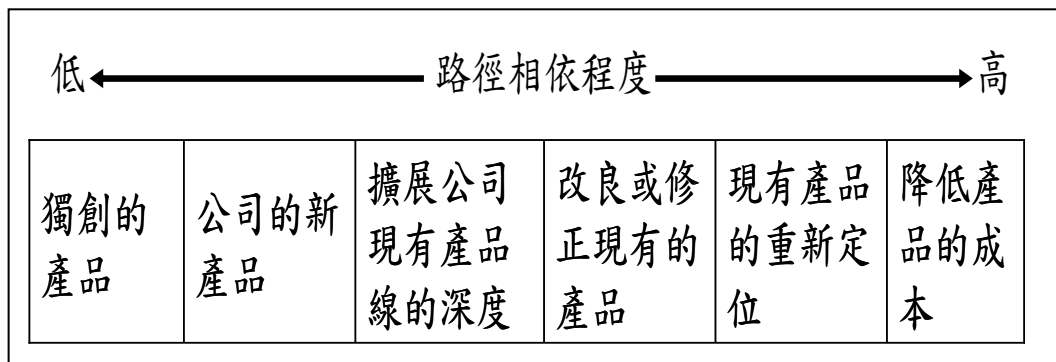 低 路徑相依程度 高
獨創的
產品
公司的新
產品
擴展公司
現有產品
線的深度
改良或修
正現有的
產品
現有產品
的重新定
位
降低產
品的成
本